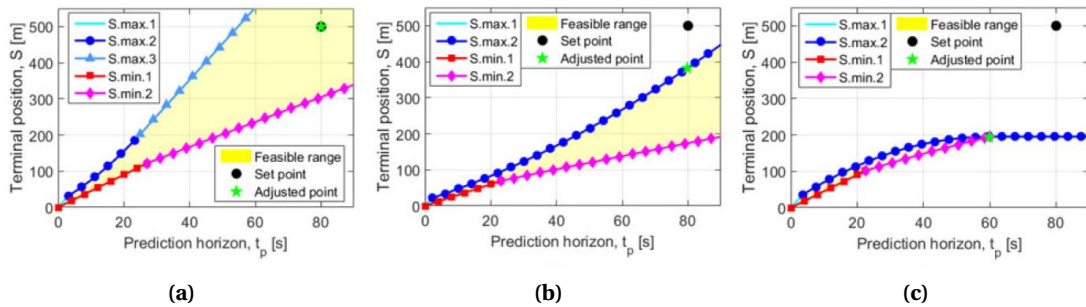 Terminal position, S [m]
500
400
300
200
100
0
S.max.1
S.max.2
S.max.3
S.min.1
S.min.2
Feasible range
Set point
Adjusted point
0 20 40 60 80
Prediction horizon, t_p [s]
(a)
Terminal position, S [m]
500
400
300
200
100
0
S.max.1
S.max.2
S.min.1
S.min.2
Feasible range
Set point
Adjusted point
0 20 40 60 80
Prediction horizon, t_p [s]
(b)
Terminal position, S [m]
500
400
300
200
100
0
S.max.1
S.max.2
S.min.1
S.min.2
Feasible range
Set point
Adjusted point
0 20 40 60 80
Prediction horizon, t_p [s]
(c)